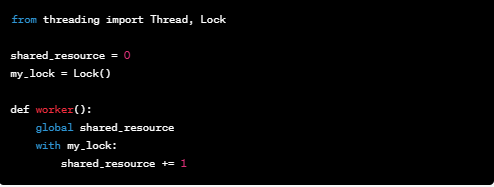 from threading import Thread, Lock

shared_resource = 0
my_lock = Lock()

def worker():
    global shared_resource
    with my_lock:
        shared_resource += 1